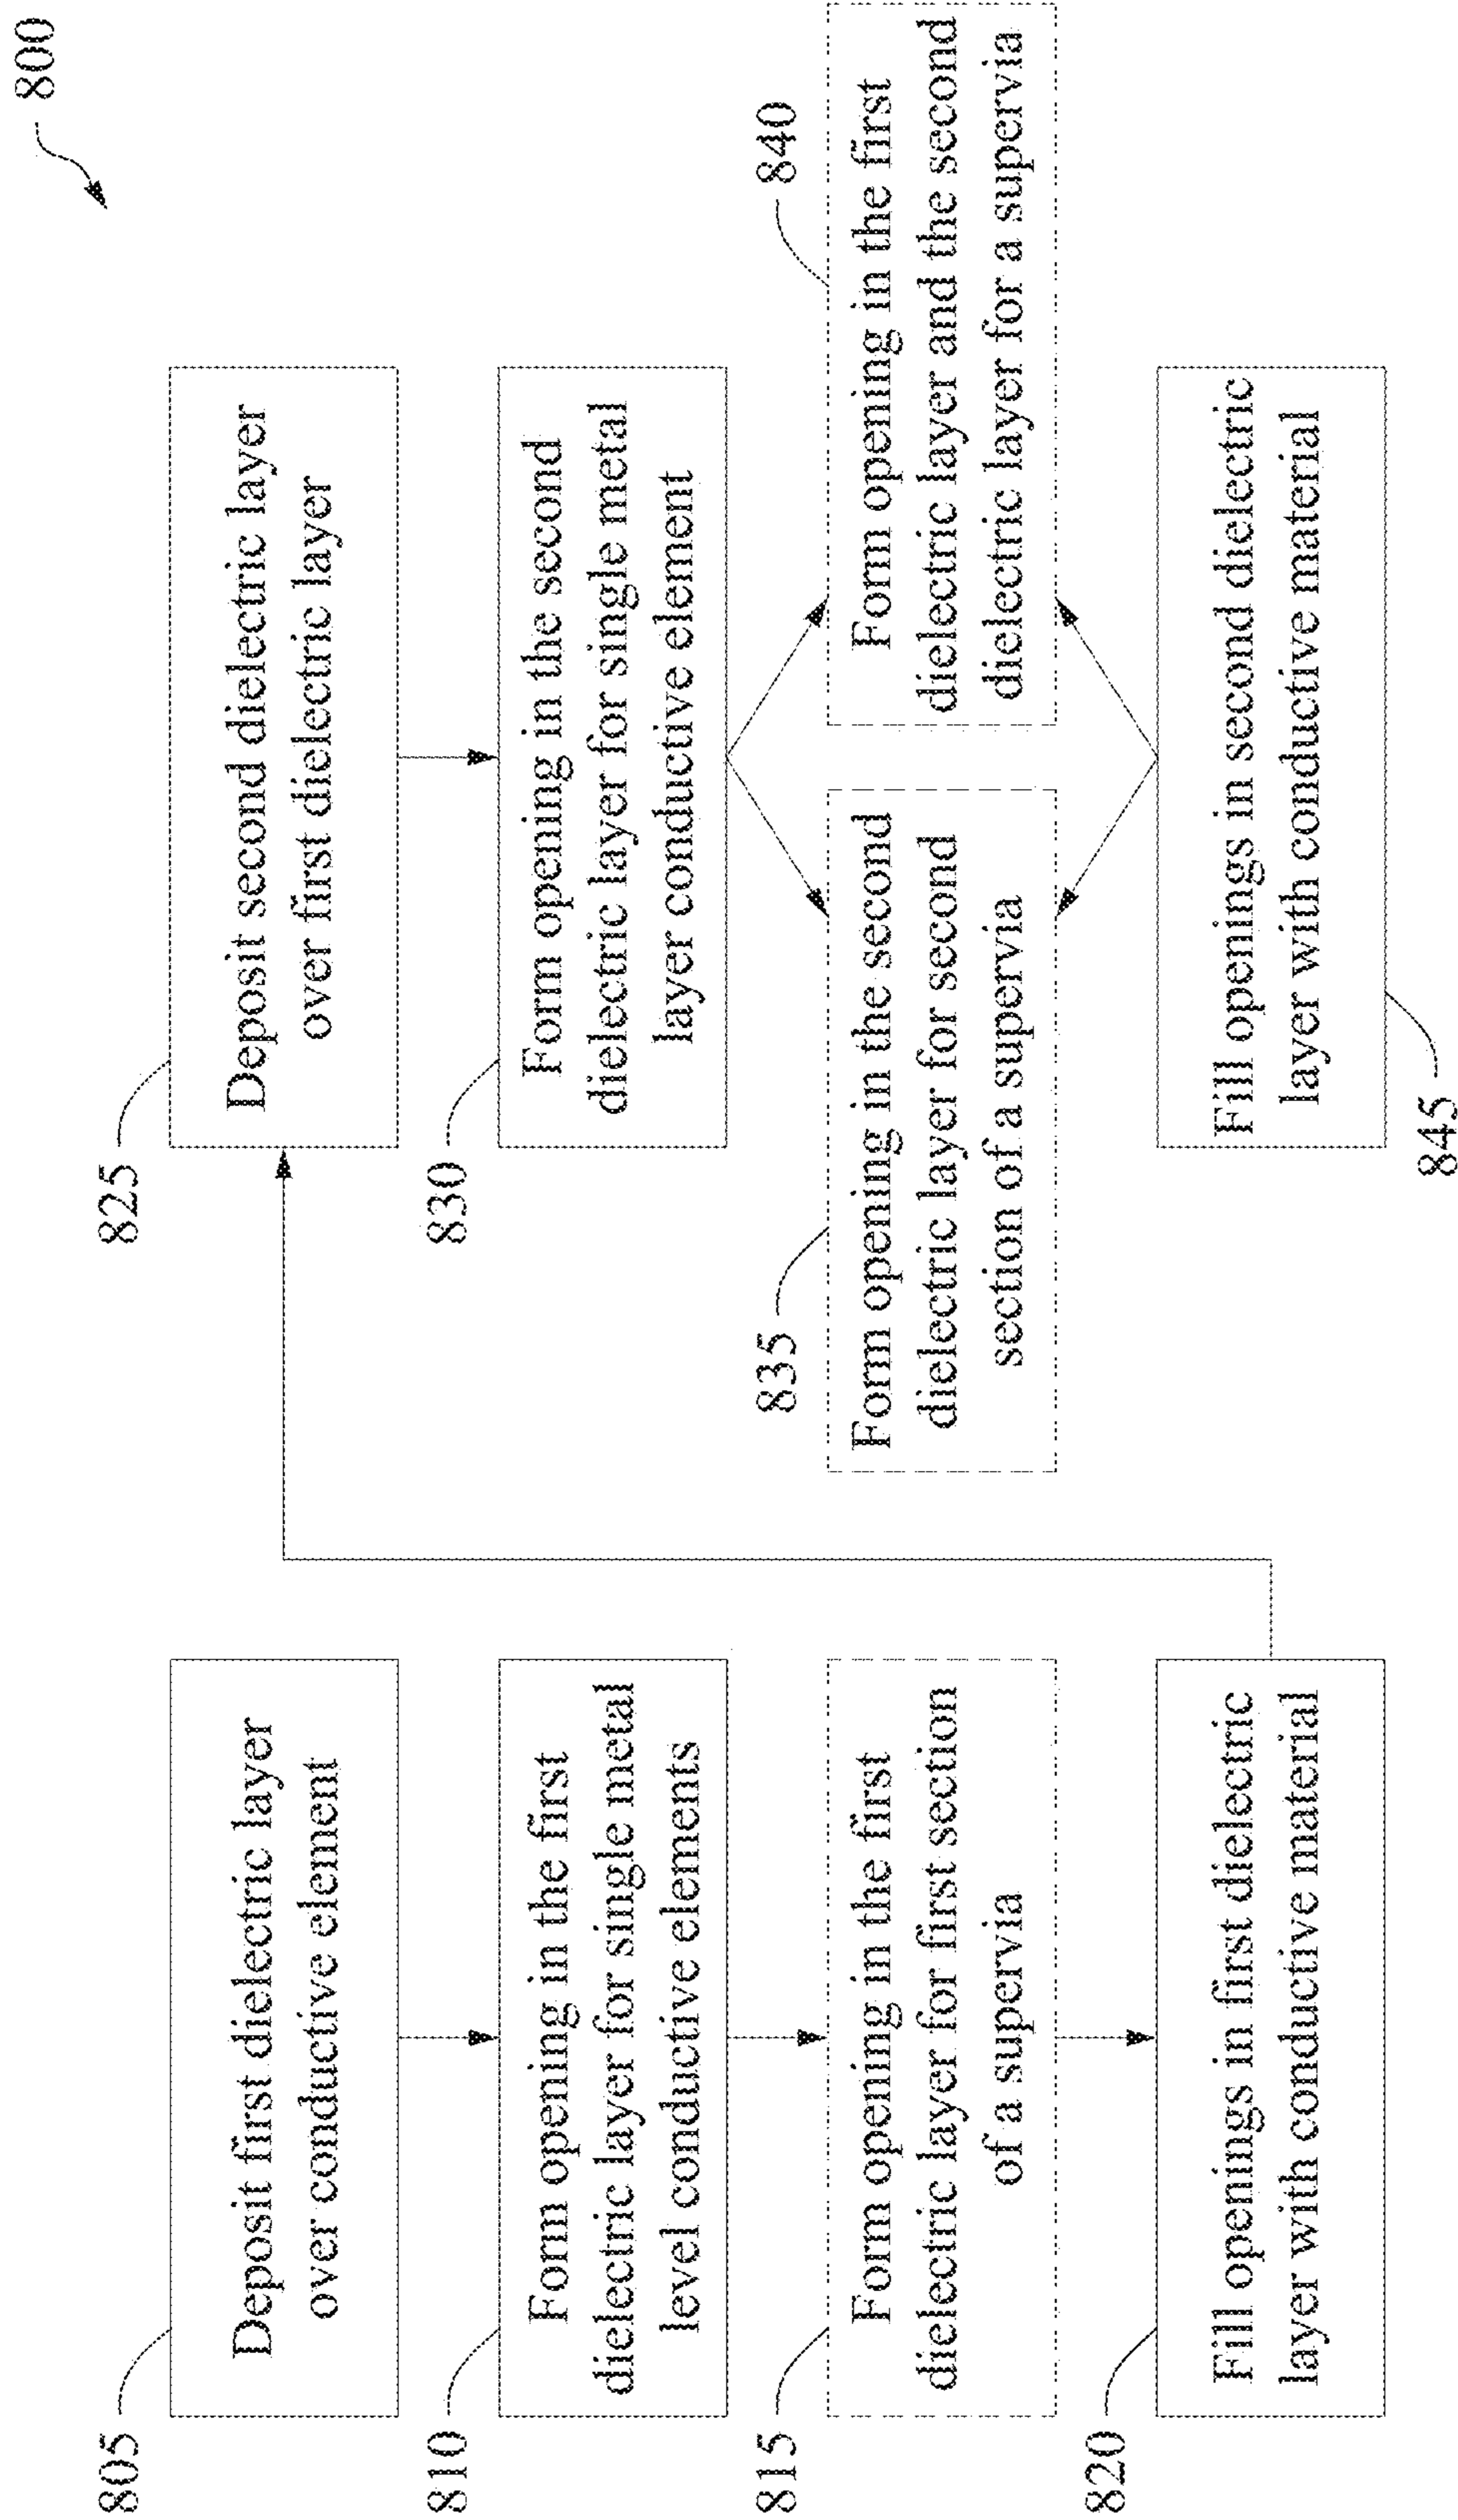 800
805
Deposit first dielectric layer
over conductive element
810
Form opening in the first
dielectric layer for single metal
level conductive elements
815
Form opening in the first
dielectric layer for first section
of a supervia
820
Fill openings in first dielectric
layer with conductive material
825
Deposit second dielectric layer
over first dielectric layer
830
Form opening in the second
dielectric layer for single metal
layer conductive element
835
Form opening in the second
dielectric layer for second
section of a supervia
840
Form opening in the first
dielectric layer and the second
dielectric layer for a supervia
845
Fill openings in second dielectric
layer with conductive material